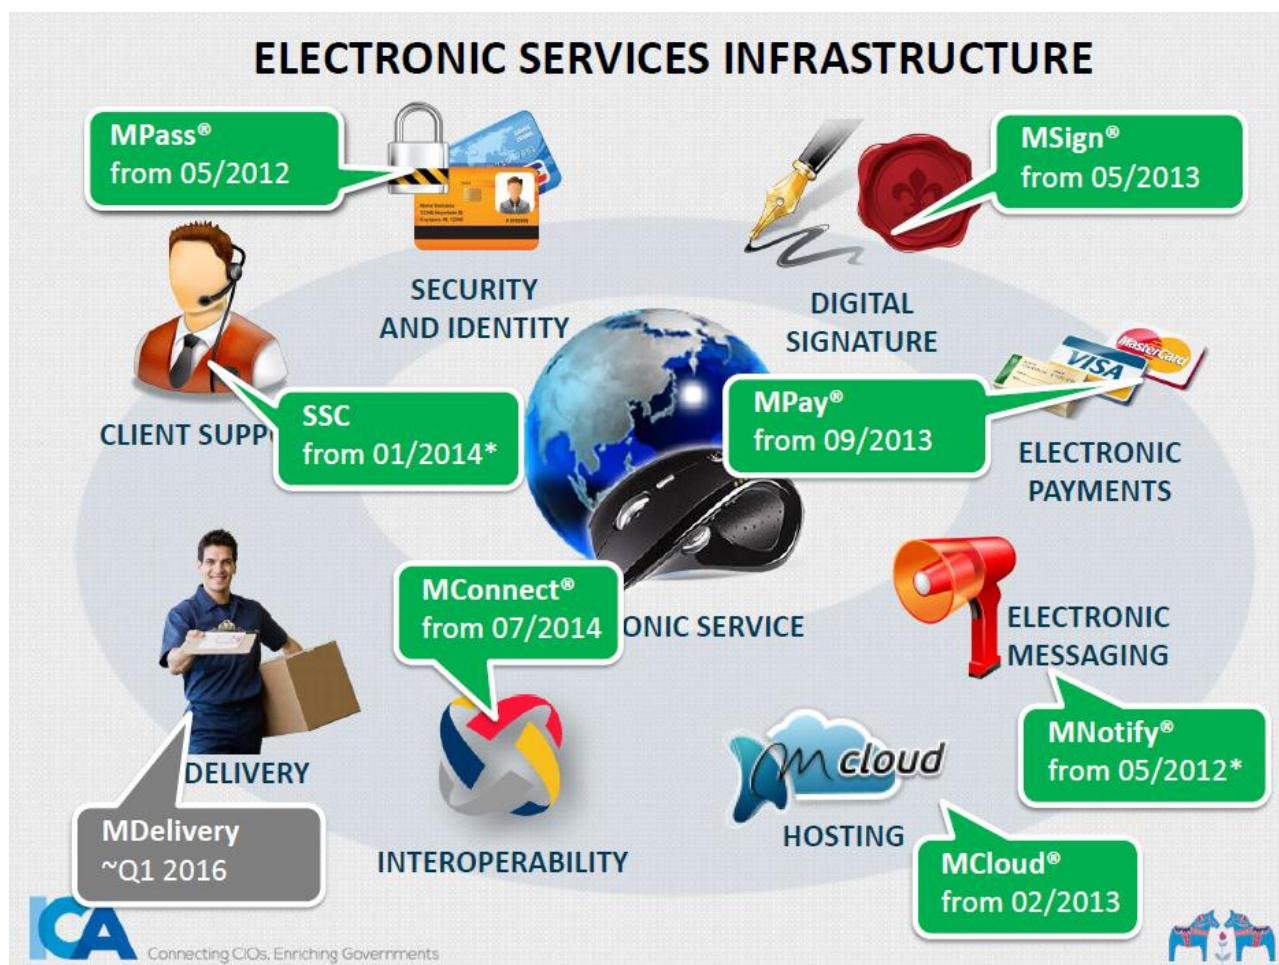 ELECTRONIC SERVICES INFRASTRUCTURE
MPass®
from 05/2012
MSign®
from 05/2013
SECURITY
AND IDENTITY
DIGITAL
SIGNATURE
MasterCard
VISA
CLIENT SUPP
SSC
from 01/2014*
MPay®
from 09/2013
ELECTRONIC
PAYMENTS
MConnect®
from 07/2014
ONIC SERVICE
ELECTRONIC
MESSAGING
MNotify®
from 05/2012*
DELIVERY
MDelivery
~Q1 2016
INTEROPERABILITY
Mcloud
HOSTING
MCloud®
from 02/2013
ICA
Connecting CIOs, Enriching Governments